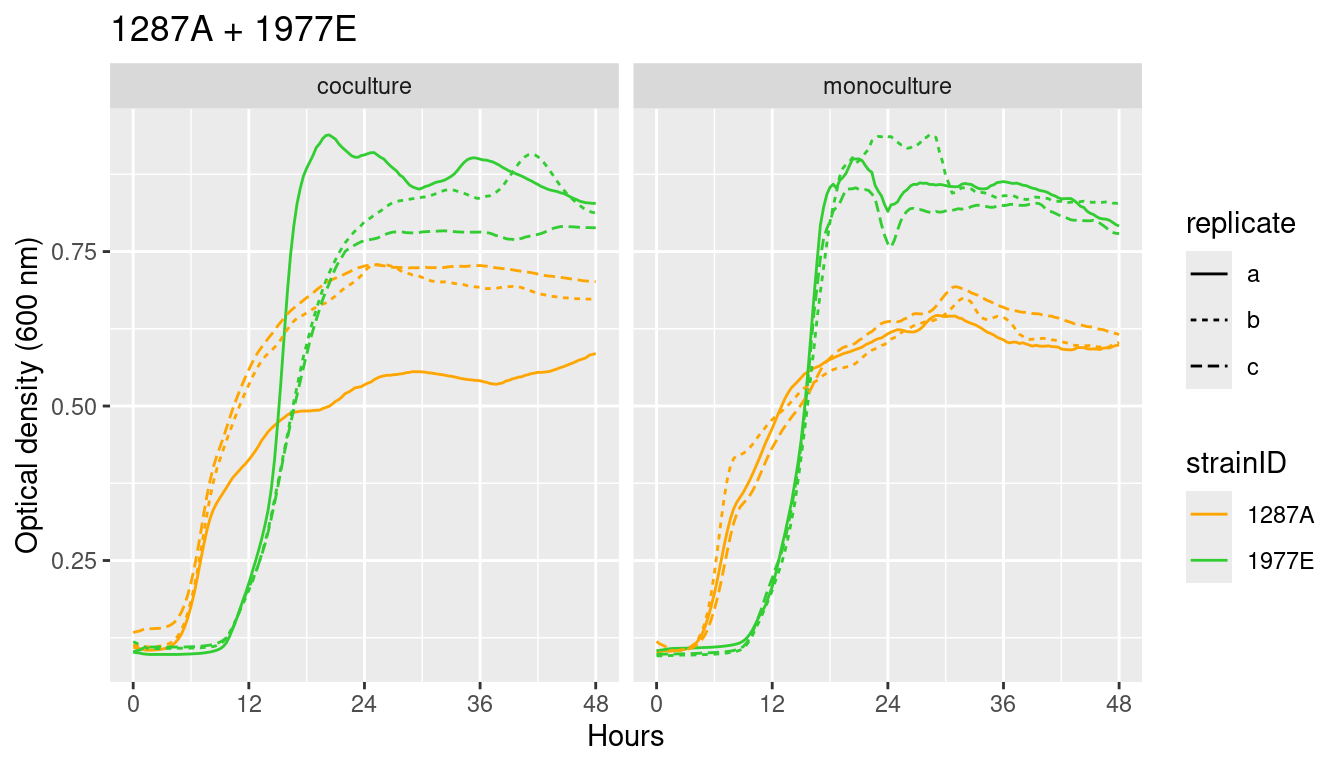 1287A + 1977E
coculture
monoculture
Optical density (600 nm)
0.75
0.50
0.25
0 12 24 36 48
0 12 24 36 48
Hours
replicate
a
b
c
strainID
1287A
1977E